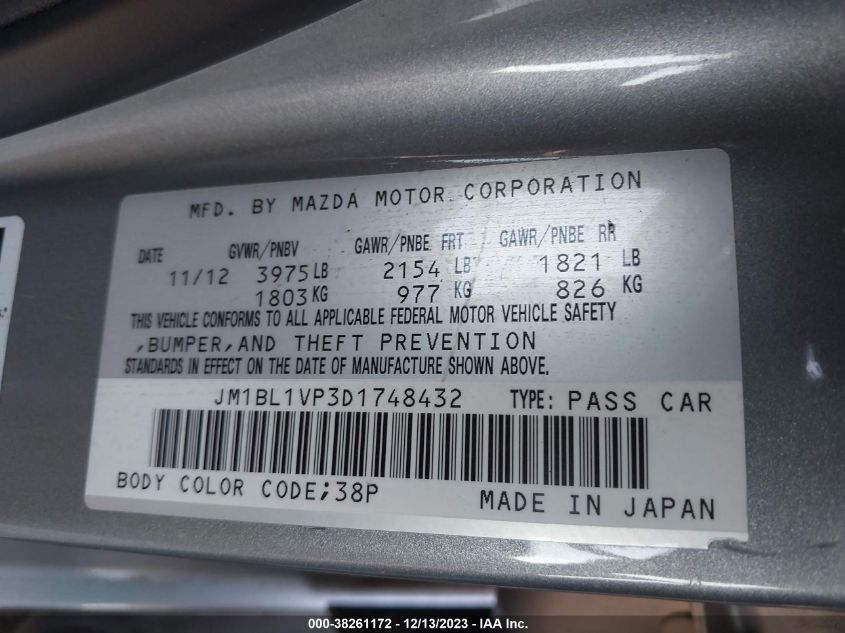 MFD. BY MAZDA MOTOR CORPORATION
DATE GVWR/PNBV GAWR/PNBE FRT GAWR/PNBE RR
11/12 3975 LB 2154 LB 1821 LB
1803 KG 977 KG 826 KG
THIS VEHICLE CONFORMS TO ALL APPLICABLE FEDERAL MOTOR VEHICLE SAFETY
,BUMPER,AND THEFT PREVENTION
STANDARDS IN EFFECT ON THE DATE OF MANUFACTURE SHOWN ABOVE.
JM1BL1VP3D1748432 TYPE: PASS CAR
BODY COLOR CODE;38P
MADE IN JAPAN
000-38261172 - 12/13/2023 - IAA Inc.